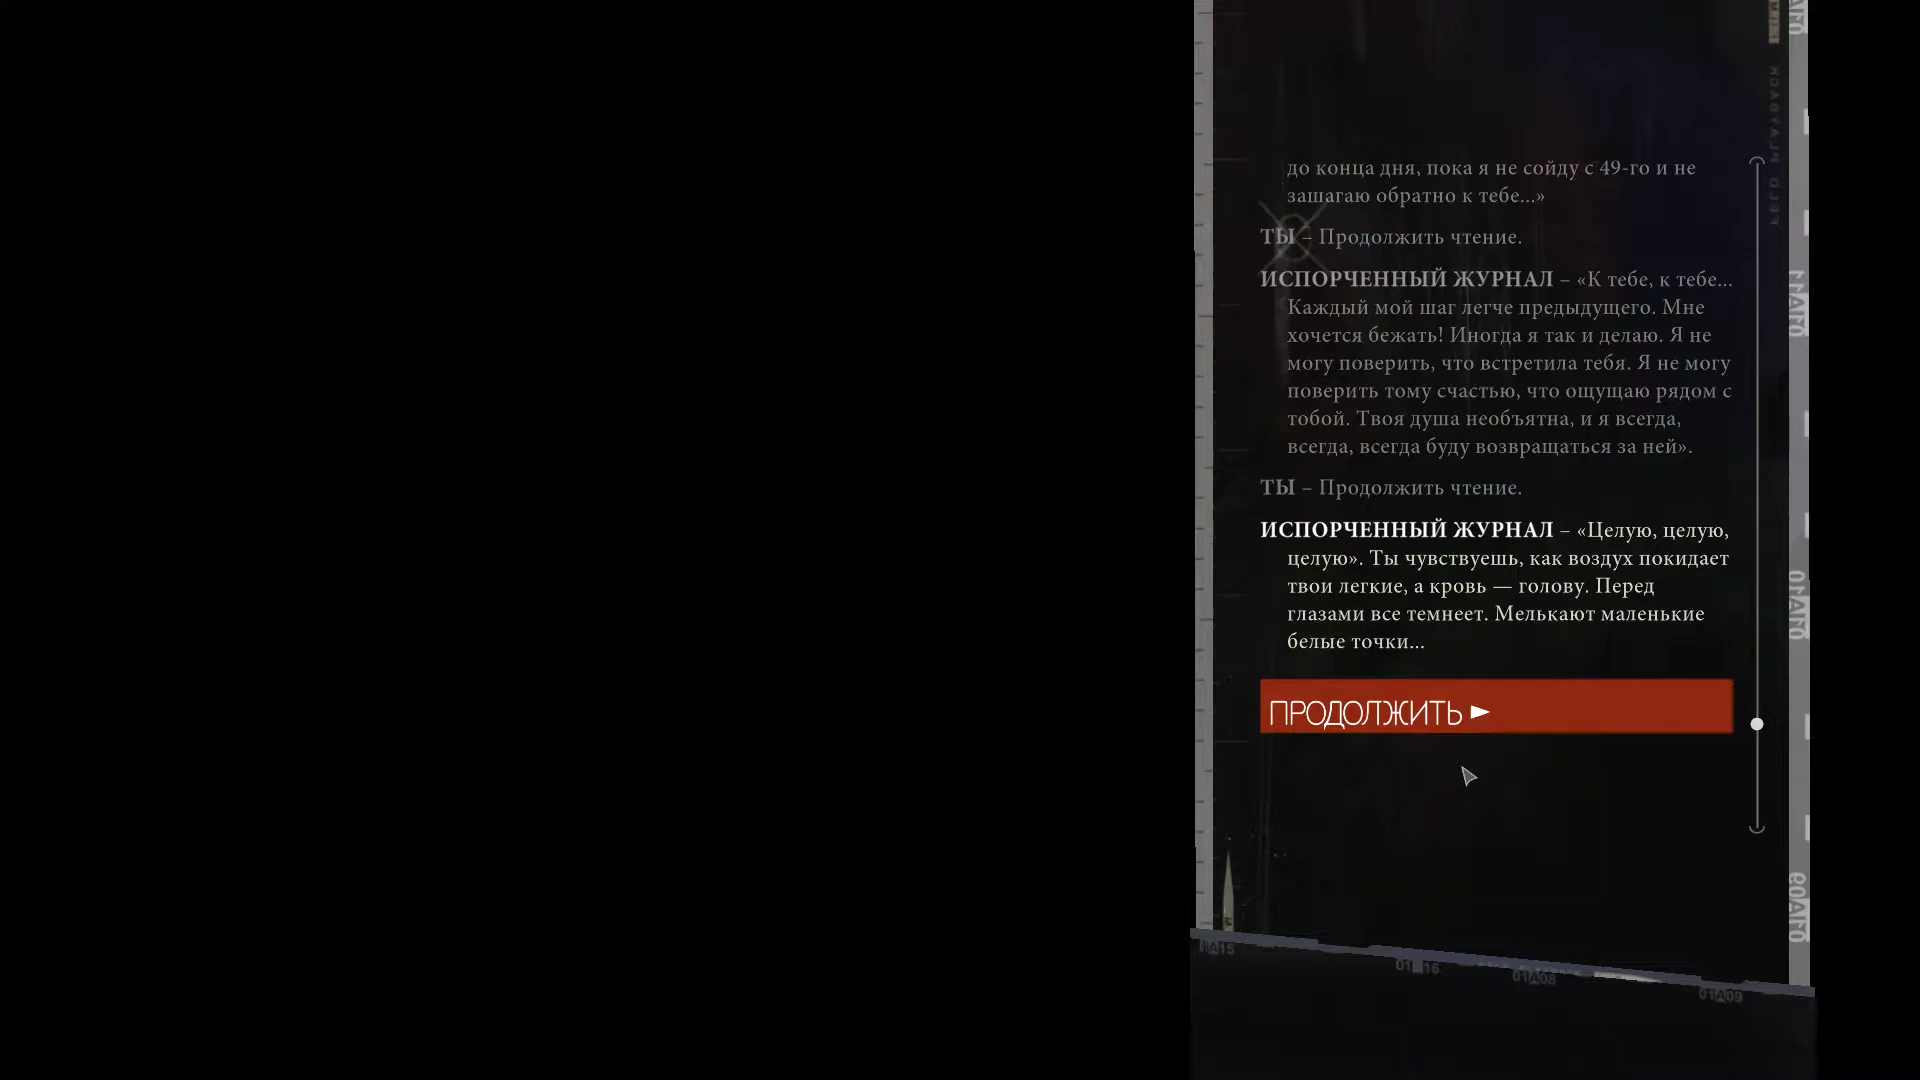 до конца дня, пока я не сойду с 49-го и не
зашагаю обратно к тебе...»
ТЫ – Продолжить чтение.
ИСПОРЧЕННЫЙ ЖУРНАЛ – «К тебе, к тебе...
Каждый мой шаг легче предыдущего. Мне
хочется бежать! Иногда я так и делаю. Я не
могу поверить, что встретила тебя. Я не могу
поверить тому счастью, что ощущаю рядом с
тобой. Твоя душа необъятна, и я всегда,
всегда, всегда буду возвращаться за ней».
ТЫ – Продолжить чтение.
ИСПОРЧЕННЫЙ ЖУРНАЛ – «Целую, целую,
целую». Ты чувствуешь, как воздух покидает
твои легкие, а кровь — голову. Перед
глазами все темнеет. Мелькают маленькие
белые точки...
ПРОДОЛЖИТЬ ►
01A08
01A09